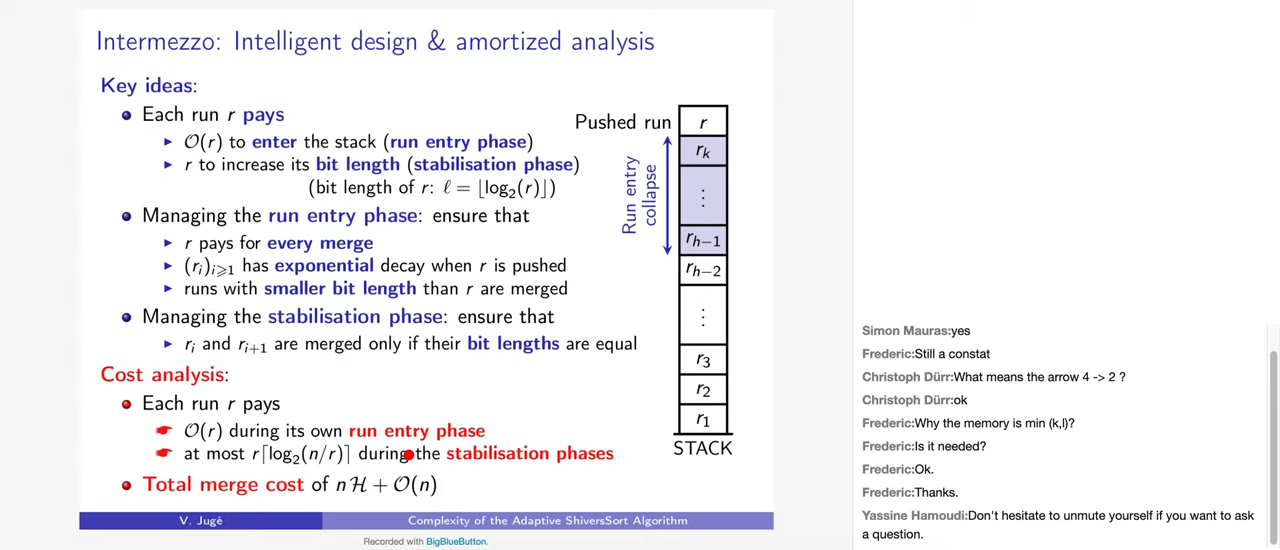 Intermezzo: Intelligent design & amortized analysis
Key ideas:
Each run r pays
O(r) to enter the stack (run entry phase)
r to increase its bit length (stabilisation phase)
(bit length of r: ℓ = ⌊log₂(r)⌋)
Managing the run entry phase: ensure that
r pays for every merge
(rᵢ)ᵢ⩾₁ has exponential decay when r is pushed
runs with smaller bit length than r are merged
Managing the stabilisation phase: ensure that
rᵢ and rᵢ₊₁ are merged only if their bit lengths are equal
Cost analysis:
Each run r pays
O(r) during its own run entry phase
at most r⌈log₂(n/r)⌉ during the stabilisation phases
Total merge cost of n H + O(n)
Pushed run
r
rₖ
⋮
rₕ₋₁
rₕ₋₂
⋮
r₃
r₂
r₁
STACK
Run entry
collapse
V. Jugé
Complexity of the Adaptive ShiversSort Algorithm
Recorded with BigBlueButton.
Simon Mauras:yes
Frederic:Still a constat
Christoph Dürr:What means the arrow 4 -> 2 ?
Christoph Dürr:ok
Frederic:Why the memory is min (k,l)?
Frederic:Is it needed?
Frederic:Ok.
Frederic:Thanks.
Yassine Hamoudi:Don't hesitate to unmute yourself if you want to ask
a question.